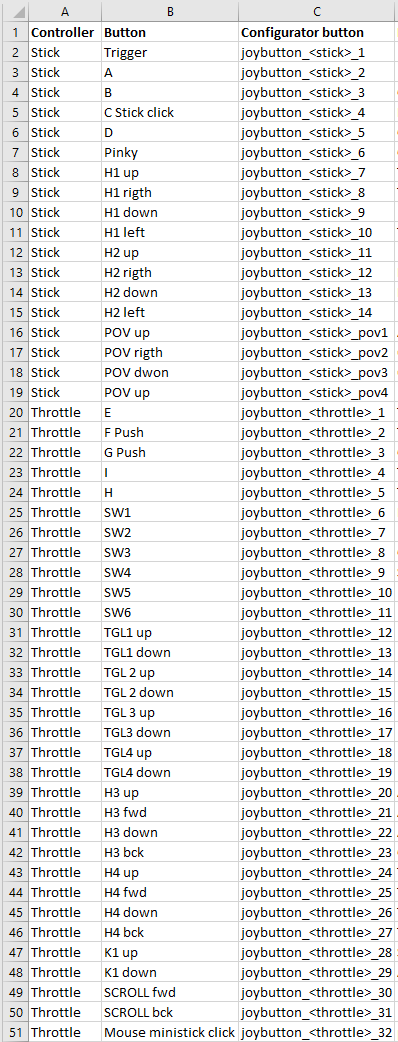 A B C
1 Controller Button Configurator button
2 Stick Trigger joybutton_<stick>_1
3 Stick A joybutton_<stick>_2
4 Stick B joybutton_<stick>_3
5 Stick C Stick click joybutton_<stick>_4
6 Stick D joybutton_<stick>_5
7 Stick Pinky joybutton_<stick>_6
8 Stick H1 up joybutton_<stick>_7
9 Stick H1 rigth joybutton_<stick>_8
10 Stick H1 down joybutton_<stick>_9
11 Stick H1 left joybutton_<stick>_10
12 Stick H2 up joybutton_<stick>_11
13 Stick H2 rigth joybutton_<stick>_12
14 Stick H2 down joybutton_<stick>_13
15 Stick H2 left joybutton_<stick>_14
16 Stick POV up joybutton_<stick>_pov1
17 Stick POV rigth joybutton_<stick>_pov2
18 Stick POV dwon joybutton_<stick>_pov3
19 Stick POV up joybutton_<stick>_pov4
20 Throttle E joybutton_<throttle>_1
21 Throttle F Push joybutton_<throttle>_2
22 Throttle G Push joybutton_<throttle>_3
23 Throttle I joybutton_<throttle>_4
24 Throttle H joybutton_<throttle>_5
25 Throttle SW1 joybutton_<throttle>_6
26 Throttle SW2 joybutton_<throttle>_7
27 Throttle SW3 joybutton_<throttle>_8
28 Throttle SW4 joybutton_<throttle>_9
29 Throttle SW5 joybutton_<throttle>_10
30 Throttle SW6 joybutton_<throttle>_11
31 Throttle TGL1 up joybutton_<throttle>_12
32 Throttle TGL1 down joybutton_<throttle>_13
33 Throttle TGL 2 up joybutton_<throttle>_14
34 Throttle TGL 2 down joybutton_<throttle>_15
35 Throttle TGL 3 up joybutton_<throttle>_16
36 Throttle TGL3 down joybutton_<throttle>_17
37 Throttle TGL4 up joybutton_<throttle>_18
38 Throttle TGL4 down joybutton_<throttle>_19
39 Throttle H3 up joybutton_<throttle>_20
40 Throttle H3 fwd joybutton_<throttle>_21
41 Throttle H3 down joybutton_<throttle>_22
42 Throttle H3 bck joybutton_<throttle>_23
43 Throttle H4 up joybutton_<throttle>_24
44 Throttle H4 fwd joybutton_<throttle>_25
45 Throttle H4 down joybutton_<throttle>_26
46 Throttle H4 bck joybutton_<throttle>_27
47 Throttle K1 up joybutton_<throttle>_28
48 Throttle K1 down joybutton_<throttle>_29
49 Throttle SCROLL fwd joybutton_<throttle>_30
50 Throttle SCROLL bck joybutton_<throttle>_31
51 Throttle Mouse ministick click joybutton_<throttle>_32